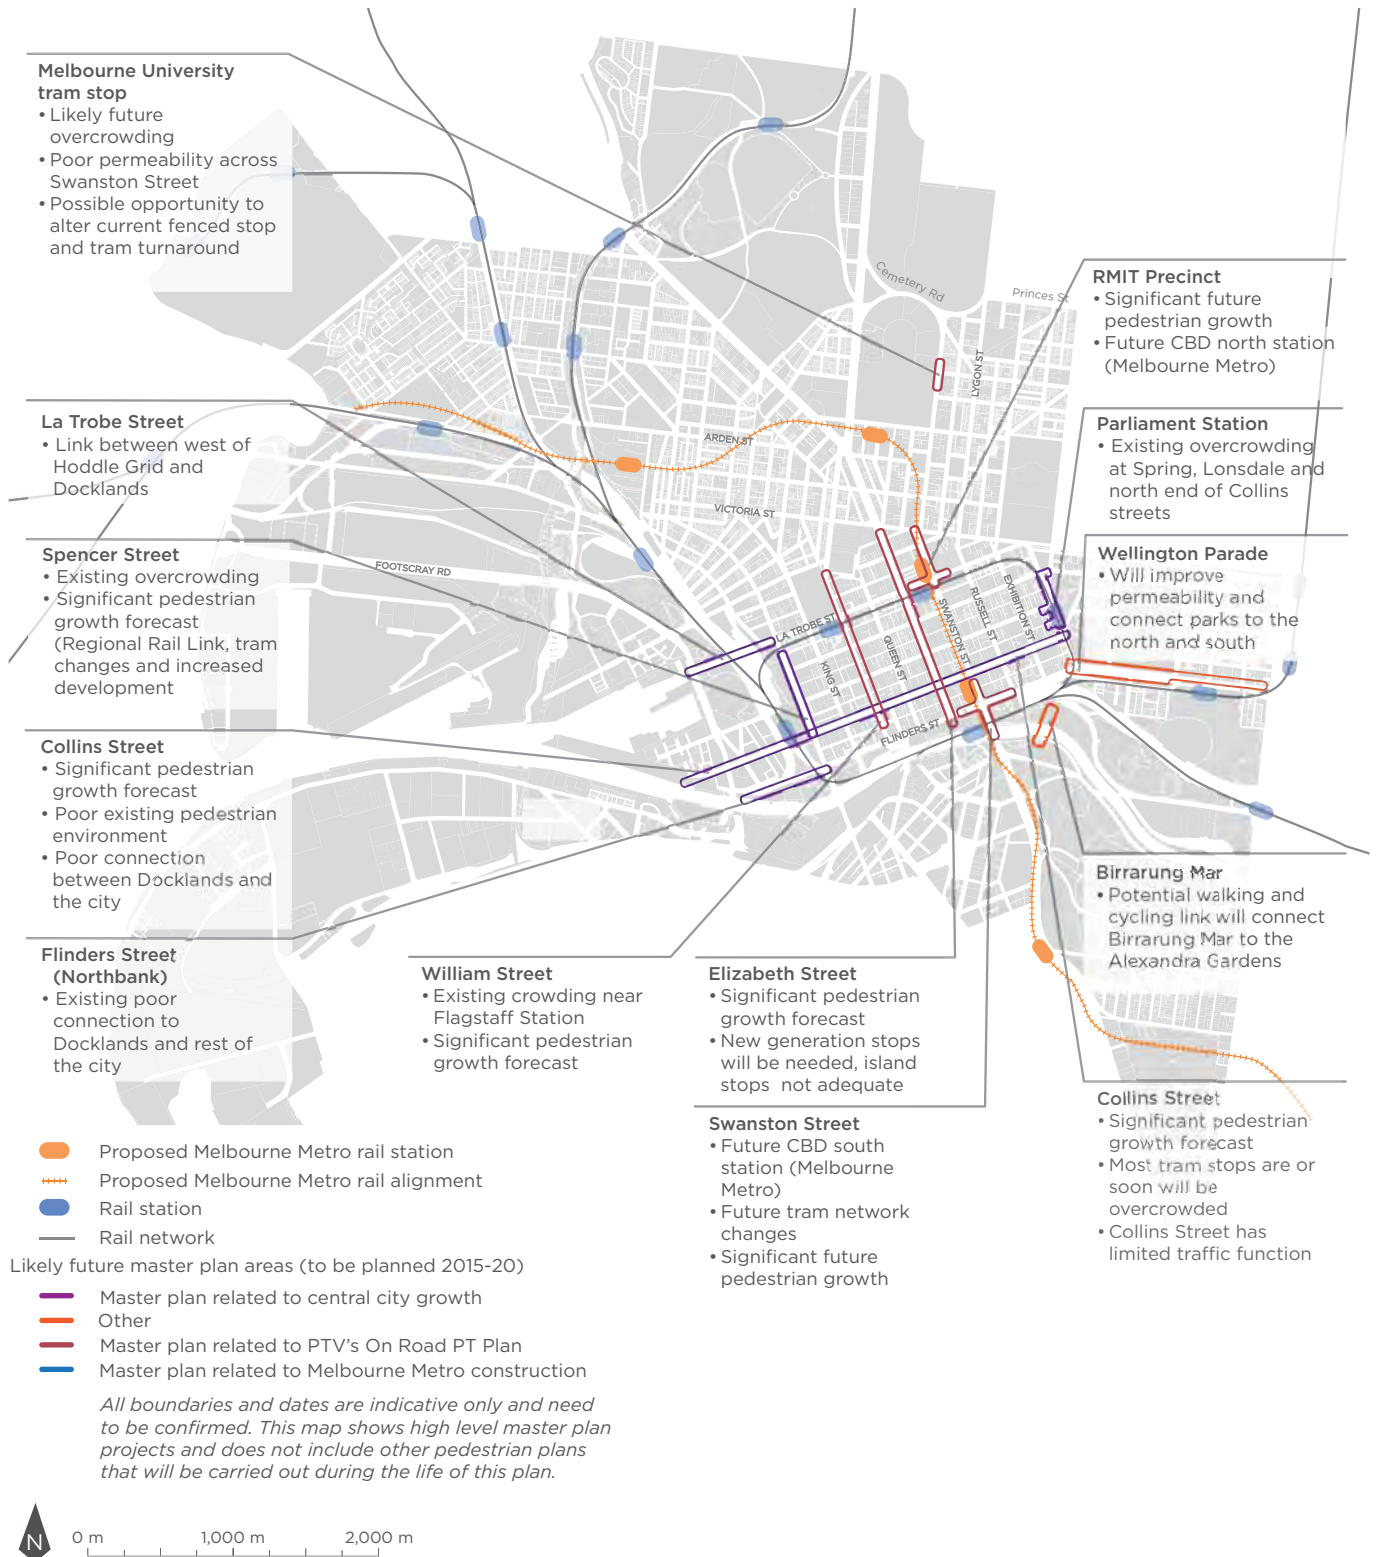 Melbourne University
tram stop
• Likely future
overcrowding
• Poor permeability across
Swanston Street
• Possible opportunity to
alter current fenced stop
and tram turnaround
La Trobe Street
• Link between west of
Hoddle Grid and
Docklands
Spencer Street
• Existing overcrowding
• Significant pedestrian
growth forecast
(Regional Rail Link, tram
changes and increased
development
Collins Street
• Significant pedestrian
growth forecast
• Poor existing pedestrian
environment
• Poor connection
between Docklands and
the city
Flinders Street
(Northbank)
• Existing poor
connection to
Docklands and rest of
the city
William Street
• Existing crowding near
Flagstaff Station
• Significant pedestrian
growth forecast
Elizabeth Street
• Significant pedestrian
growth forecast
• New generation stops
will be needed, island
stops not adequate
Swanston Street
• Future CBD south
station (Melbourne
Metro)
• Future tram network
changes
• Significant future
pedestrian growth
RMIT Precinct
• Significant future
pedestrian growth
• Future CBD north station
(Melbourne Metro)
Parliament Station
• Existing overcrowding
at Spring, Lonsdale and
north end of Collins
streets
Wellington Parade
• Will improve
permeability and
connect parks to the
north and south
Birrarung Mar
• Potential walking and
cycling link will connect
Birrarung Mar to the
Alexandra Gardens
Collins Street
• Significant pedestrian
growth forecast
• Most tram stops are or
soon will be
overcrowded
• Collins Street has
limited traffic function
Cemetery Rd
Princes St
LYGON ST
ARDEN ST
VICTORIA ST
FOOTSCRAY RD
LA TROBE ST
KING ST
QUEEN ST
SWANSTON ST
RUSSELL ST
EXHIBITION ST
FLINDERS ST
Proposed Melbourne Metro rail station
Proposed Melbourne Metro rail alignment
Rail station
Rail network
Likely future master plan areas (to be planned 2015-20)
Master plan related to central city growth
Other
Master plan related to PTV's On Road PT Plan
Master plan related to Melbourne Metro construction
All boundaries and dates are indicative only and need
to be confirmed. This map shows high level master plan
projects and does not include other pedestrian plans
that will be carried out during the life of this plan.
N
0 m 1,000 m 2,000 m